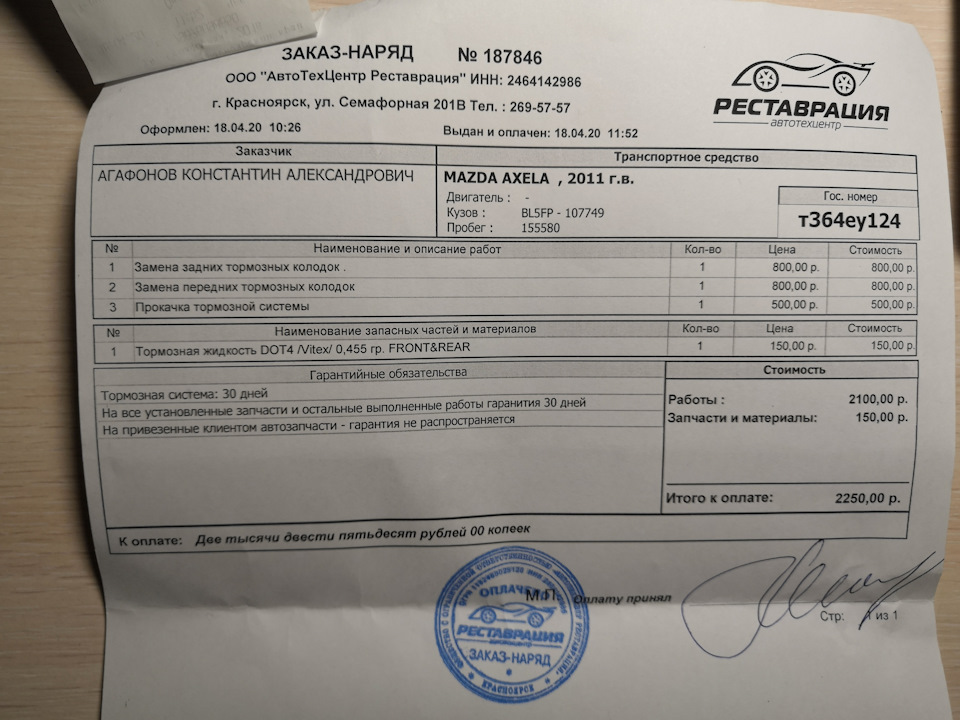 ЗАКАЗ-НАРЯД № 187846
ООО "АвтоТехЦентр Реставрация" ИНН: 2464142986
г. Красноярск, ул. Семафорная 201В Тел. : 269-57-57
РЕСТАВРАЦИЯ
автотехцентр
Оформлен: 18.04.20 10:26 Выдан и оплачен: 18.04.20 11:52
Заказчик Транспортное средство
АГАФОНОВ КОНСТАНТИН АЛЕКСАНДРОВИЧ MAZDA AXELA , 2011 г.в.
Двигатель : -
Кузов : BL5FP - 107749
Пробег : 155580
Гос. номер
т364еу124
№ Наименование и описание работ Кол-во Цена Стоимость
1 Замена задних тормозных колодок . 1 800,00 р. 800,00 р.
2 Замена передних тормозных колодок 1 800,00 р. 800,00 р.
3 Прокачка тормозной системы 1 500,00 р. 500,00 р.
№ Наименование запасных частей и материалов Кол-во Цена Стоимость
1 Тормозная жидкость DOT4 /Vitex/ 0,455 гр. FRONT&REAR 1 150,00 р. 150,00 р.
Гарантийные обязательства
Тормозная система: 30 дней
На все установленные запчасти и остальные выполненные работы гарантия 30 дней
На привезенные клиентом автозапчасти - гарантия не распространяется
Стоимость
Работы : 2100,00 р.
Запчасти и материалы: 150,00 р.
Итого к оплате: 2250,00 р.
К оплате: Две тысячи двести пятьдесят рублей 00 копеек
М.П. Оплату принял
Стр: 1 из 1
ОПЛАЧЕНО
РЕСТАВРАЦИЯ
автотехцентр
ЗАКАЗ-НАРЯД
КРАСНОЯРСК